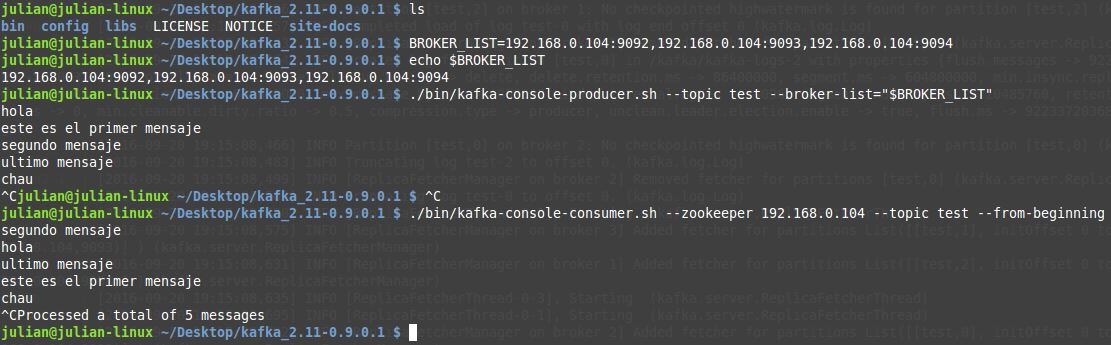 julian@julian-linux ~/Desktop/kafka_2.11-0.9.0.1 $ ls
bin config libs LICENSE NOTICE site-docs
julian@julian-linux ~/Desktop/kafka_2.11-0.9.0.1 $ BROKER_LIST=192.168.0.104:9092,192.168.0.104:9093,192.168.0.104:9094
julian@julian-linux ~/Desktop/kafka_2.11-0.9.0.1 $ echo $BROKER_LIST
192.168.0.104:9092,192.168.0.104:9093,192.168.0.104:9094
julian@julian-linux ~/Desktop/kafka_2.11-0.9.0.1 $ ./bin/kafka-console-producer.sh --topic test --broker-list="$BROKER_LIST"
hola
este es el primer mensaje
segundo mensaje
ultimo mensaje
chau
^Cjulian@julian-linux ~/Desktop/kafka_2.11-0.9.0.1 $ ^C
julian@julian-linux ~/Desktop/kafka_2.11-0.9.0.1 $ ./bin/kafka-console-consumer.sh --zookeeper 192.168.0.104 --topic test --from-beginning
segundo mensaje
hola
ultimo mensaje
este es el primer mensaje
chau
^CProcessed a total of 5 messages
julian@julian-linux ~/Desktop/kafka_2.11-0.9.0.1 $